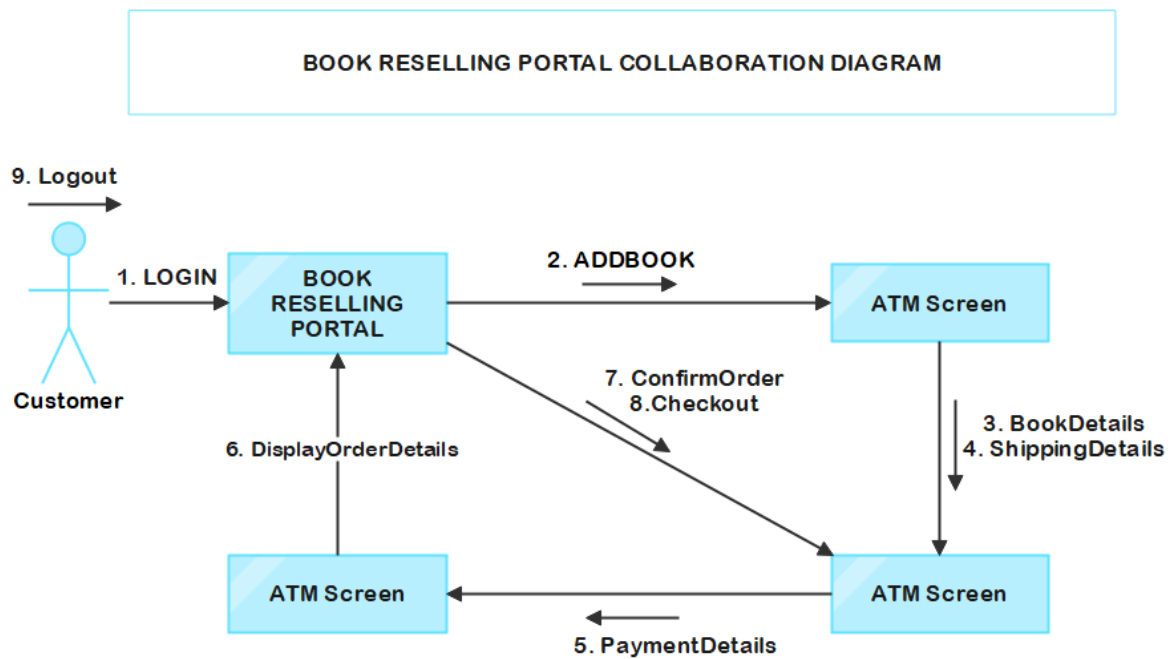 BOOK RESELLING PORTAL COLLABORATION DIAGRAM
9. Logout
1. LOGIN
BOOK
RESELLING
PORTAL
2. ADDBOOK
ATM Screen
Customer
7. ConfirmOrder
8.Checkout
3. BookDetails
4. ShippingDetails
6. DisplayOrderDetails
ATM Screen
ATM Screen
5. PaymentDetails